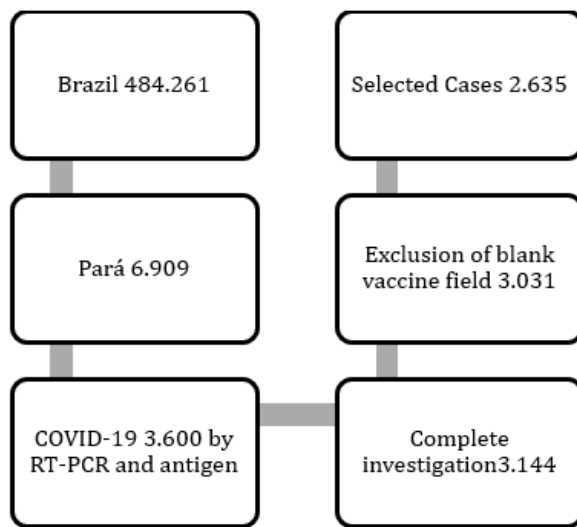 Brazil 484.261
Pará 6.909
COVID-19 3.600 by
RT-PCR and antigen
Complete
investigation3.144
Exclusion of blank
vaccine field 3.031
Selected Cases 2.635